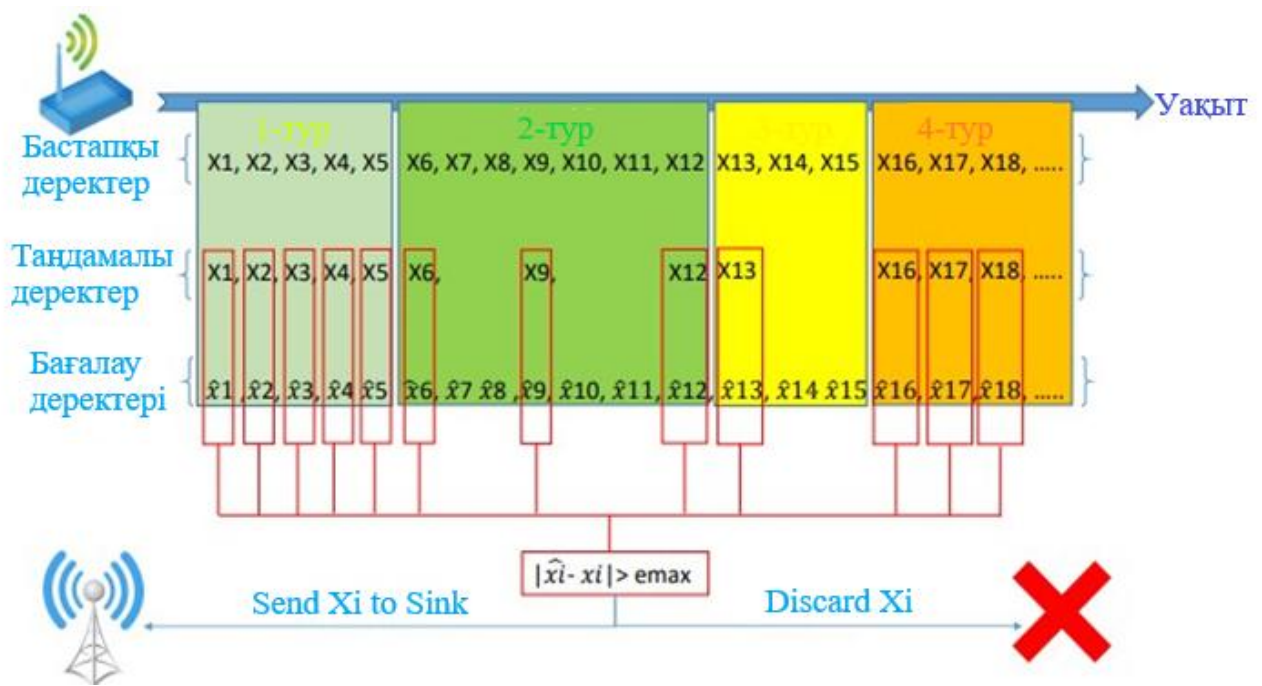 1-тур 2-тур 3-тур 4-тур
Уақыт
Бастапқы
деректер
X1, X2, X3, X4, X5 X6, X7, X8, X9, X10, X11, X12 X13, X14, X15 X16, X17, X18, .....
Таңдамалы
деректер
X1, X2, X3, X4, X5 X6, X9, X12 X13 X16, X17, X18, .....
Бағалау
деректері
x̂1 ,x̂2, x̂3, x̂4 x̂5 x̂6, x̂7 x̂8 ,x̂9, x̂10, x̂11, x̂12, x̂13, x̂14 x̂15 x̂16, x̂17, x̂18, .....
|x̂i - xi|> emax
Send Xi to Sink
Discard Xi